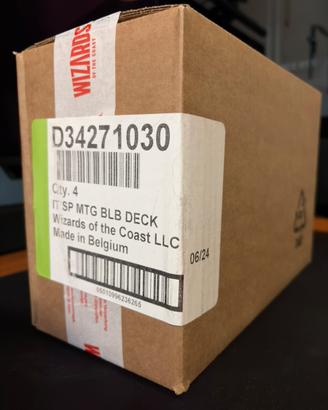 WIZARDS
OF THE COAST
D34271030
Qty. 4
IT SP MTG BLB DECK
Wizards of the Coast LLC
Made in Belgium
06/24
05010996236265